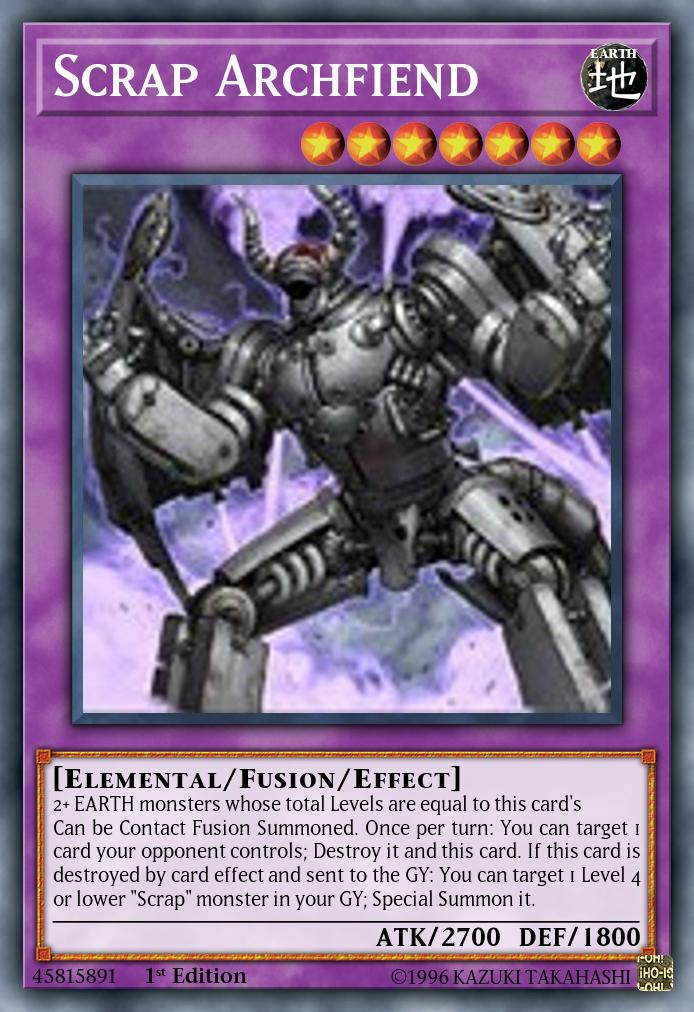 Scrap Archfiend
EARTH
地
[Elemental/Fusion/Effect]
2+ EARTH monsters whose total Levels are equal to this card's
Can be Contact Fusion Summoned. Once per turn: You can target 1
card your opponent controls; Destroy it and this card. If this card is
destroyed by card effect and sent to the GY: You can target 1 Level 4
or lower "Scrap" monster in your GY; Special Summon it.
ATK/2700 DEF/1800
45815891 1st Edition ©1996 KAZUKI TAKAHASHI